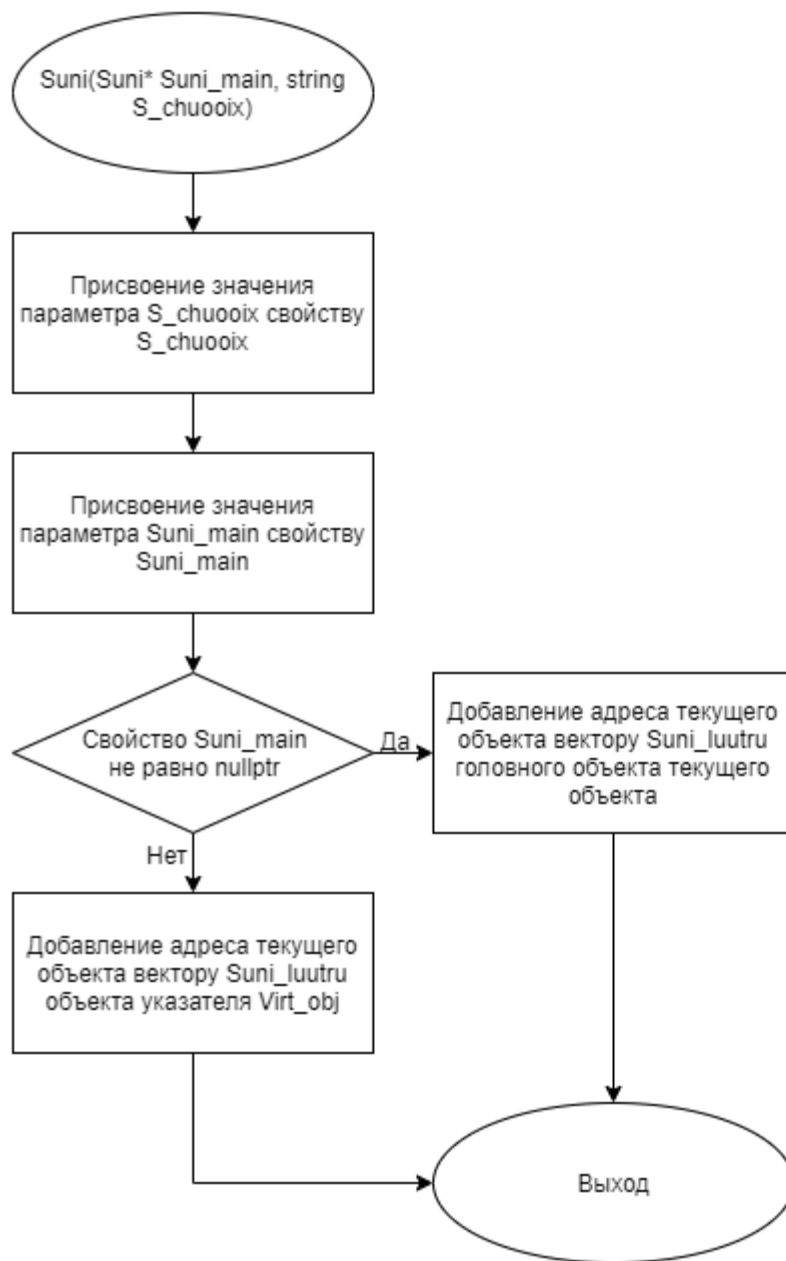 Suni(Suni* Suni_main, string
S_chuooix)
Присвоение значения
параметра S_chuooix свойству
S_chuooix
Присвоение значения
параметра Suni_main свойству
Suni_main
Свойство Suni_main
не равно nullptr
Да
Добавление адреса текущего
объекта вектору Suni_luutru
головного объекта текущего
объекта
Нет
Добавление адреса текущего
объекта вектору Suni_luutru
объекта указателя Virt_obj
Выход